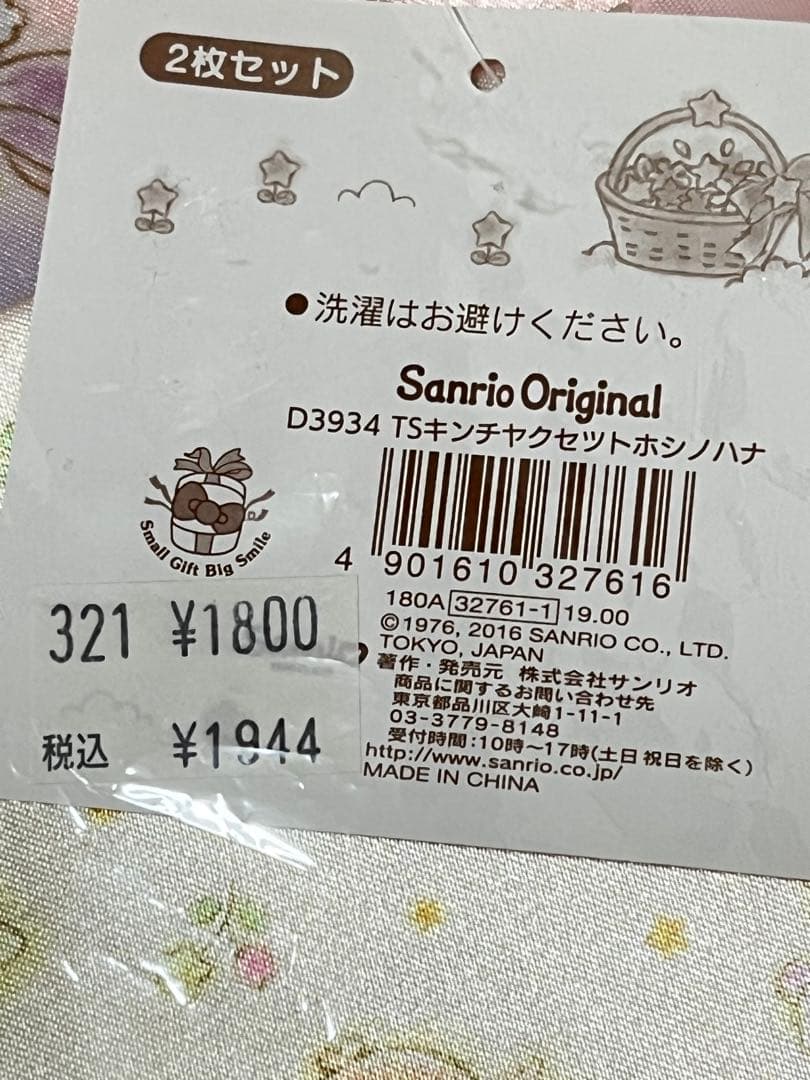 2枚セット
●洗濯はお避けください。
Sanrio Original
D3934 TSキンチヤクセツトホシノハナ
Small Gift Big Smile
4 901610 327616
180A 32761-1 19.00
©1976, 2016 SANRIO CO., LTD.
TOKYO, JAPAN
著作・発売元 株式会社サンリオ
商品に関するお問い合わせ先
東京都品川区大崎1-11-1
03-3779-8148
受付時間:10時〜17時(土日祝日を除く)
http://www.sanrio.co.jp/
MADE IN CHINA
321 ¥1800
税込 ¥1944